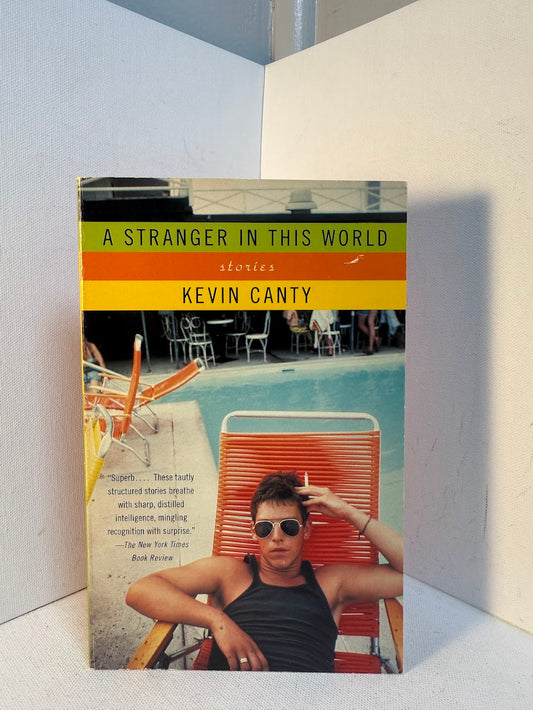 A STRANGER IN THIS WORLD
stories
KEVIN CANTY
“Superb.... These tautly
structured stories breathe
with sharp, distilled
intelligence, mingling
recognition with surprise.”
—The New York Times
Book Review